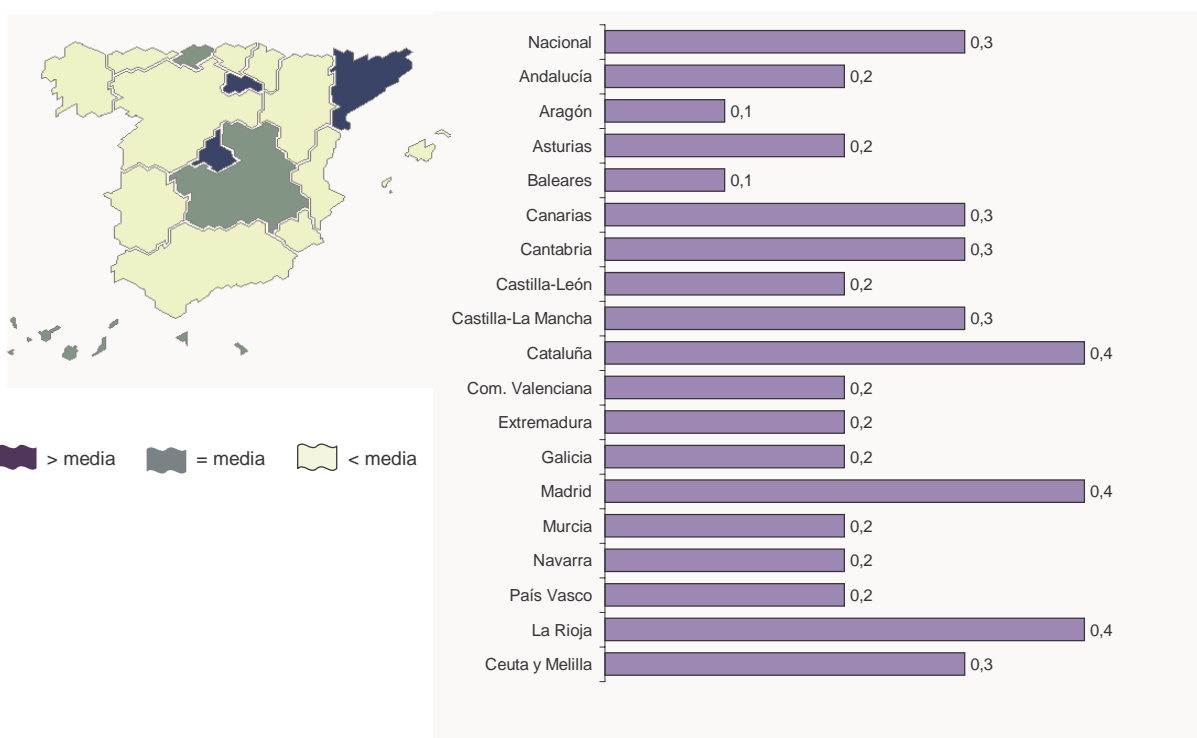 Nacional 0,3
Andalucía 0,2
Aragón 0,1
Asturias 0,2
Baleares 0,1
Canarias 0,3
Cantabria 0,3
Castilla-León 0,2
Castilla-La Mancha 0,3
Cataluña 0,4
Com. Valenciana 0,2
Extremadura 0,2
Galicia 0,2
Madrid 0,4
Murcia 0,2
Navarra 0,2
País Vasco 0,2
La Rioja 0,4
Ceuta y Melilla 0,3
> media = media < media